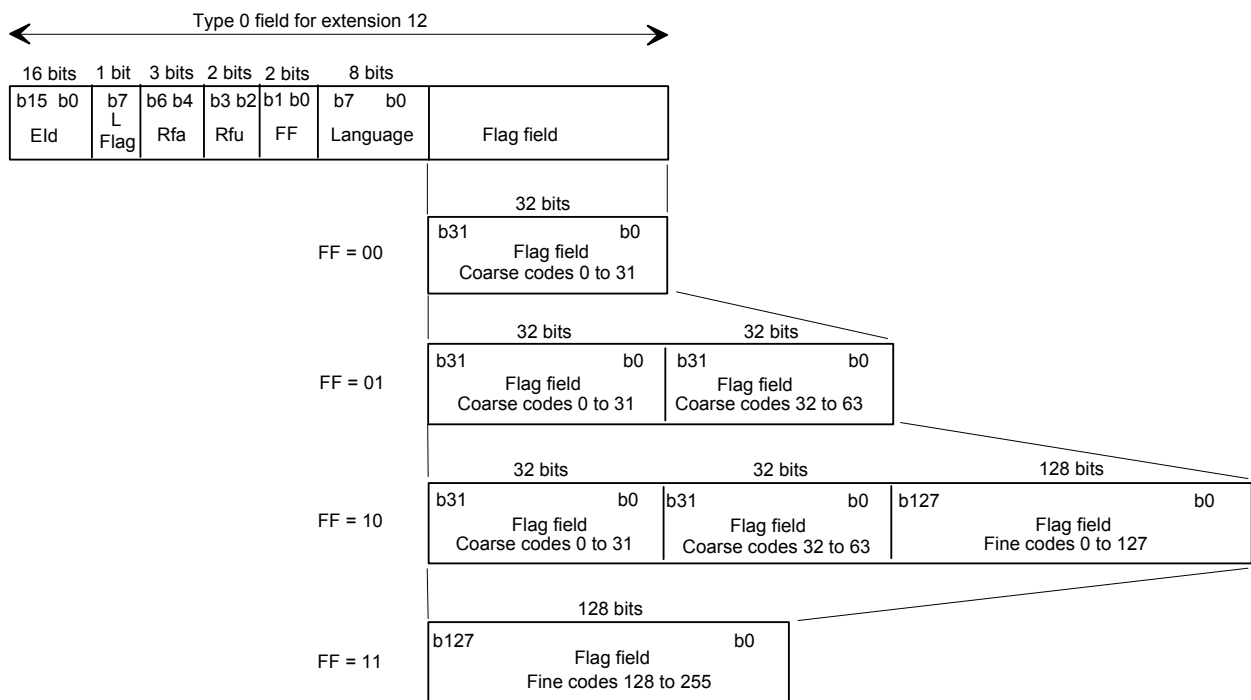 Type 0 field for extension 12
16 bits 1 bit 3 bits 2 bits 2 bits 8 bits
b15 b0 b7 b6 b4 b3 b2 b1 b0 b7 b0
L
EId Flag Rfa Rfu FF Language Flag field
32 bits
b31 b0
FF = 00 Flag field
Coarse codes 0 to 31
32 bits 32 bits
b31 b0 b31 b0
FF = 01 Flag field Flag field
Coarse codes 0 to 31 Coarse codes 32 to 63
32 bits 32 bits 128 bits
b31 b0 b31 b0 b127 b0
FF = 10 Flag field Flag field Flag field
Coarse codes 0 to 31 Coarse codes 32 to 63 Fine codes 0 to 127
128 bits
b127 b0
FF = 11 Flag field
Fine codes 128 to 255